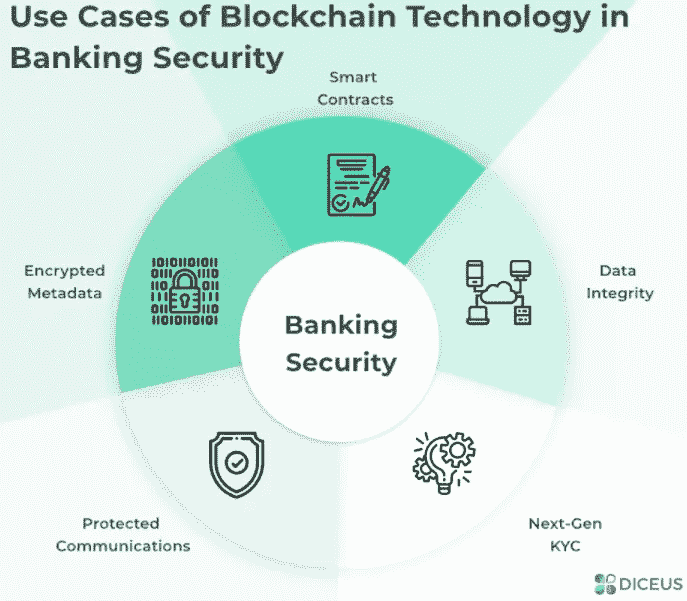 Use Cases of Blockchain Technology in
Banking Security
Smart
Contracts
Encrypted
Metadata
Data
Integrity
Banking
Security
Protected
Communications
Next-Gen
KYC
DICEUS